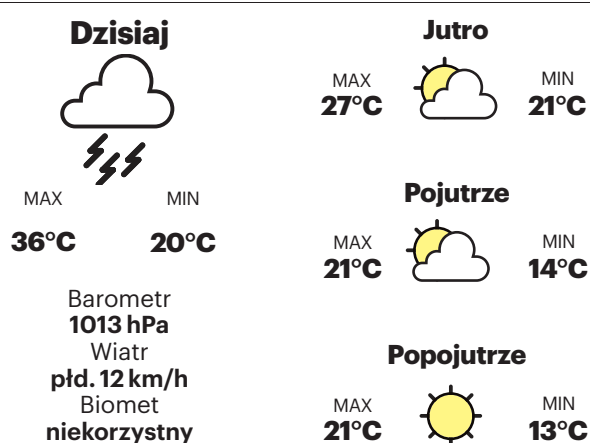 Dzisiaj
MAX MIN
36°C 20°C
Barometr
1013 hPa
Wiatr
płd. 12 km/h
Biomet
niekorzystny
Jutro
MAX MIN
27°C 21°C
Pojutrze
MAX MIN
21°C 14°C
Popojutrze
MAX MIN
21°C 13°C